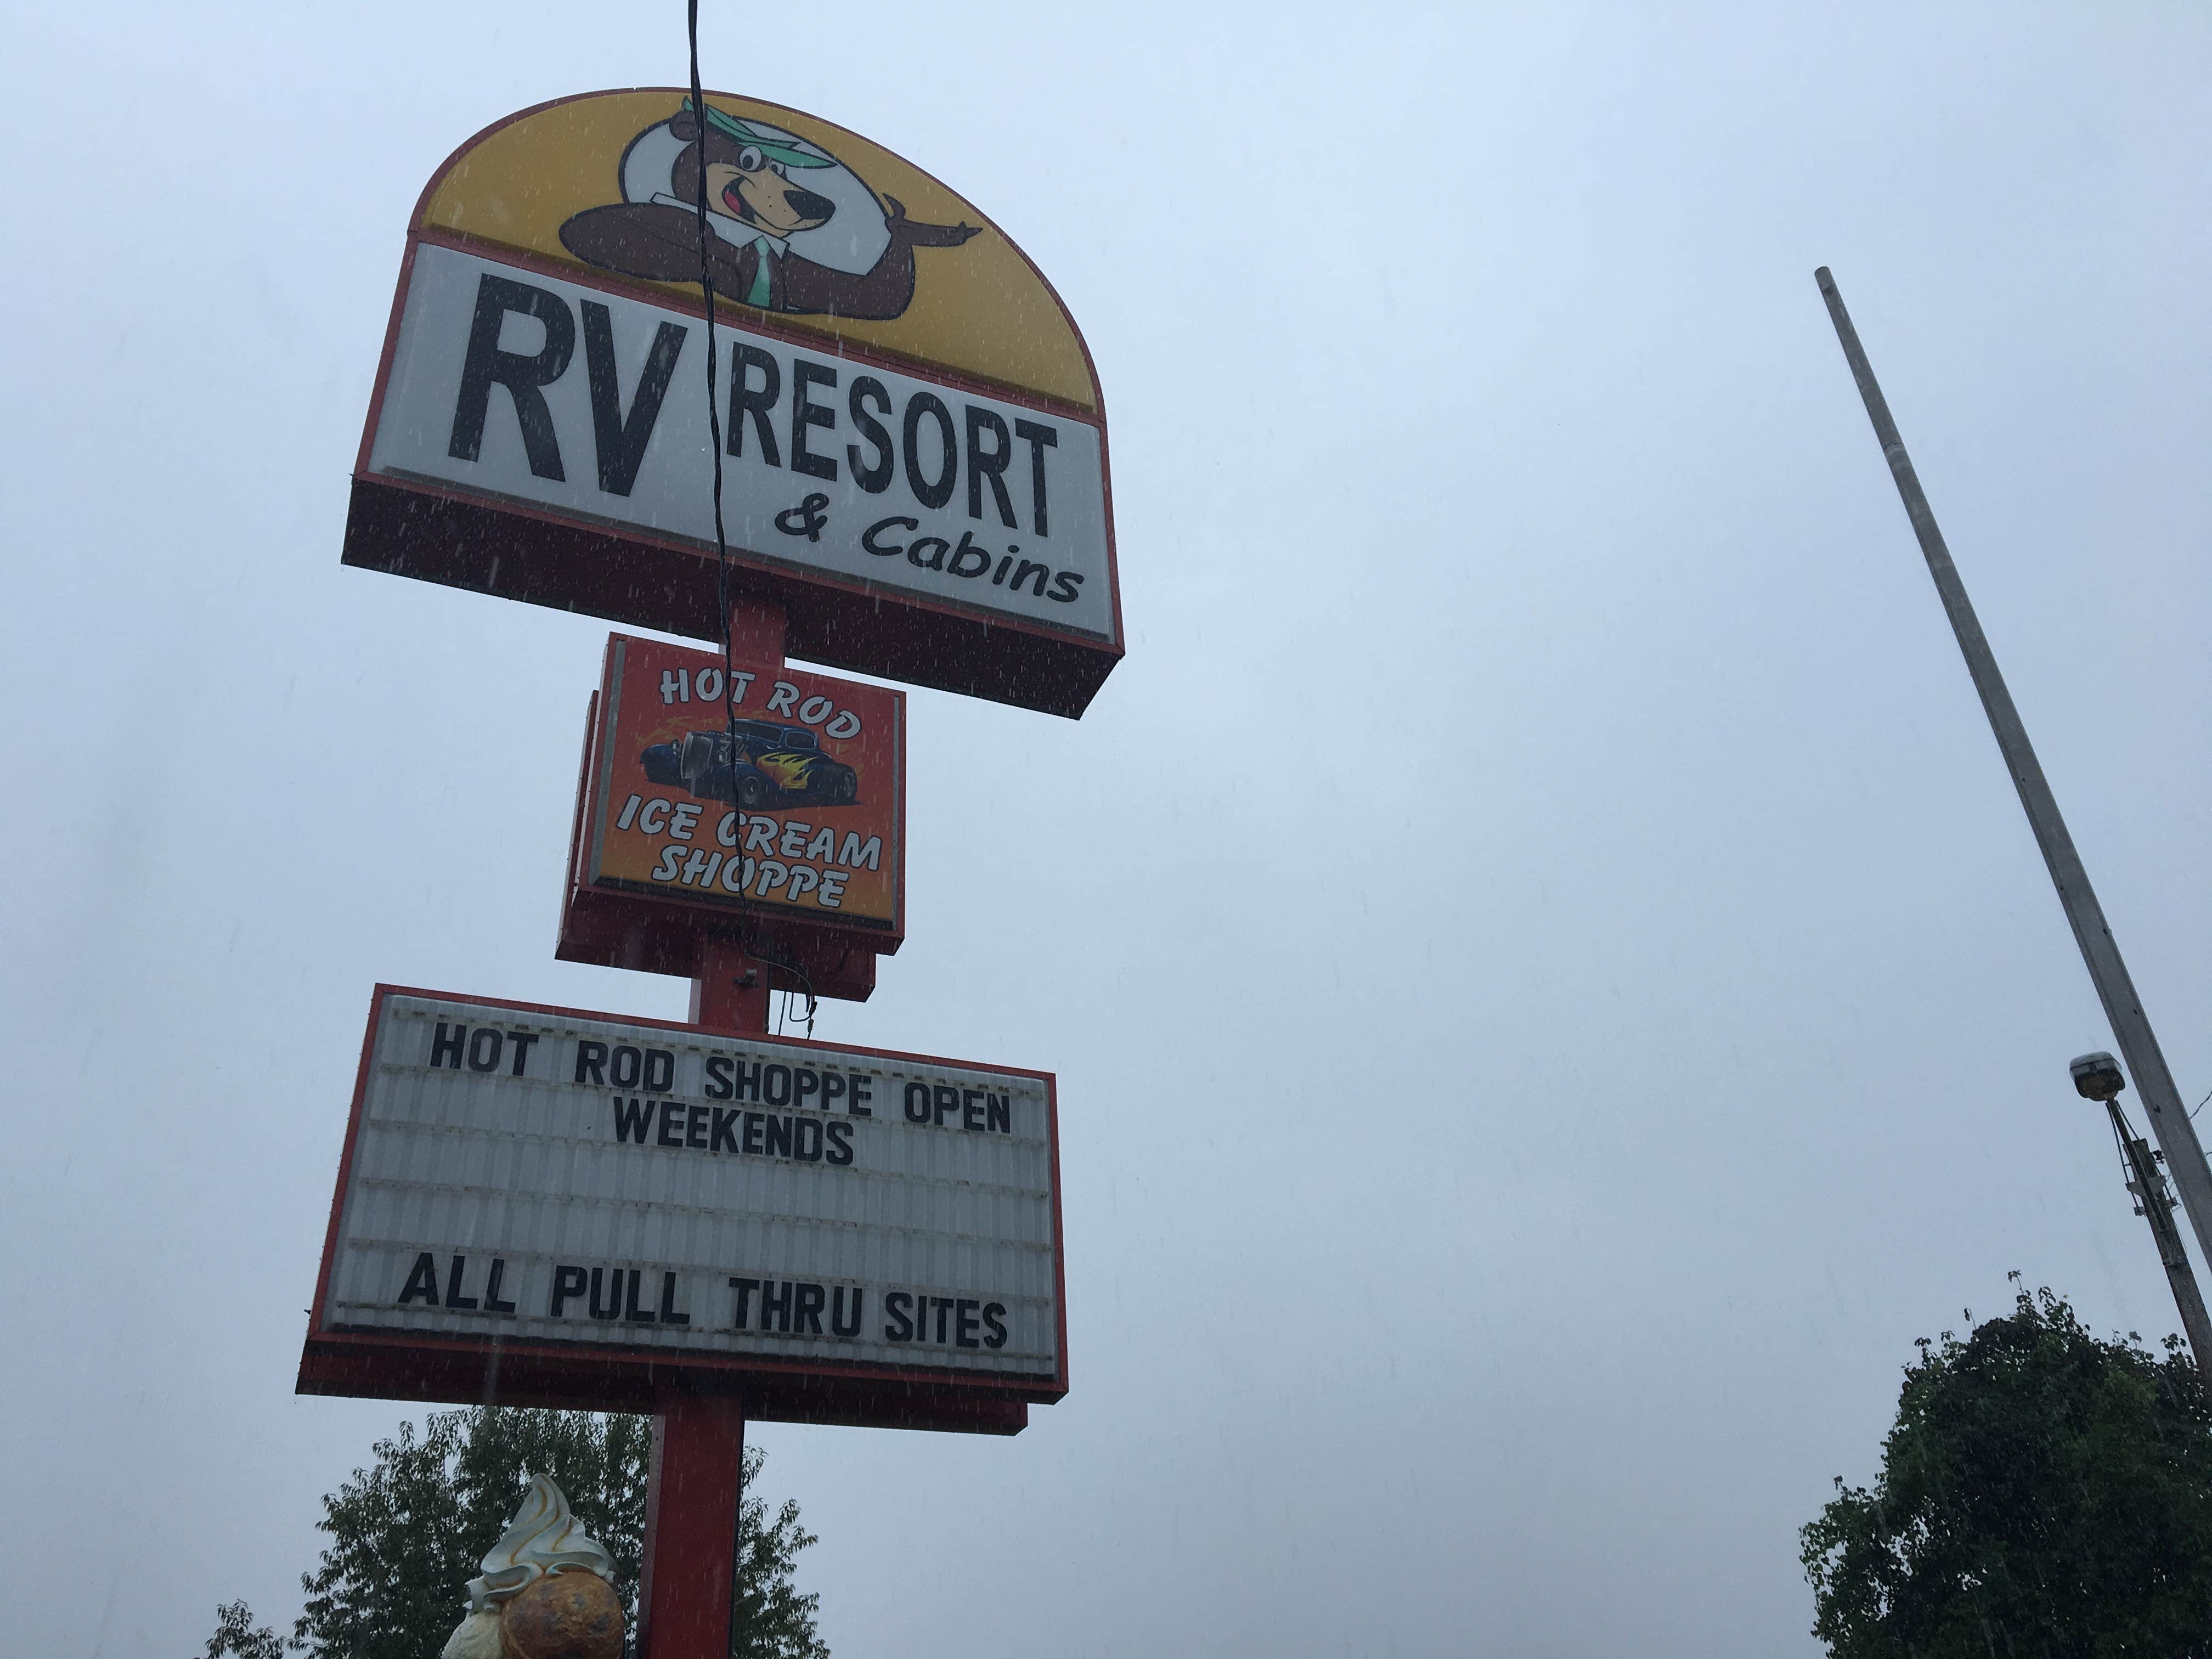 RV RESORT
& Cabins
HOT ROD
ICE CREAM
SHOPPE
HOT ROD SHOPPE OPEN
WEEKENDS
ALL PULL THRU SITES